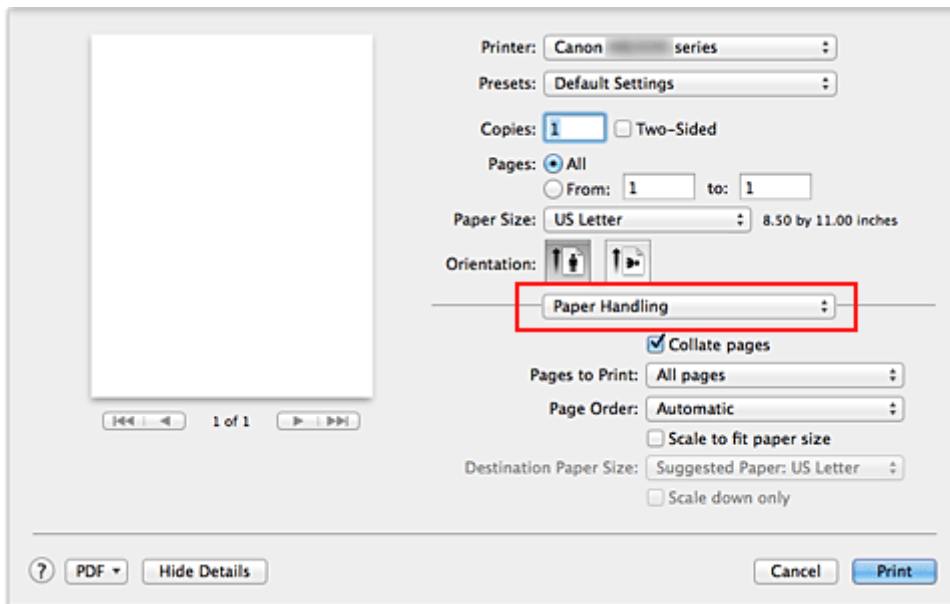 Printer: Canon series
Presets: Default Settings
Copies: 1 Two-Sided
Pages: All
From: 1 to: 1
Paper Size: US Letter 8.50 by 11.00 inches
Orientation:
Paper Handling
Collate pages
Pages to Print: All pages
Page Order: Automatic
Scale to fit paper size
Destination Paper Size: Suggested Paper: US Letter
Scale down only
1 of 1
? PDF Hide Details Cancel Print